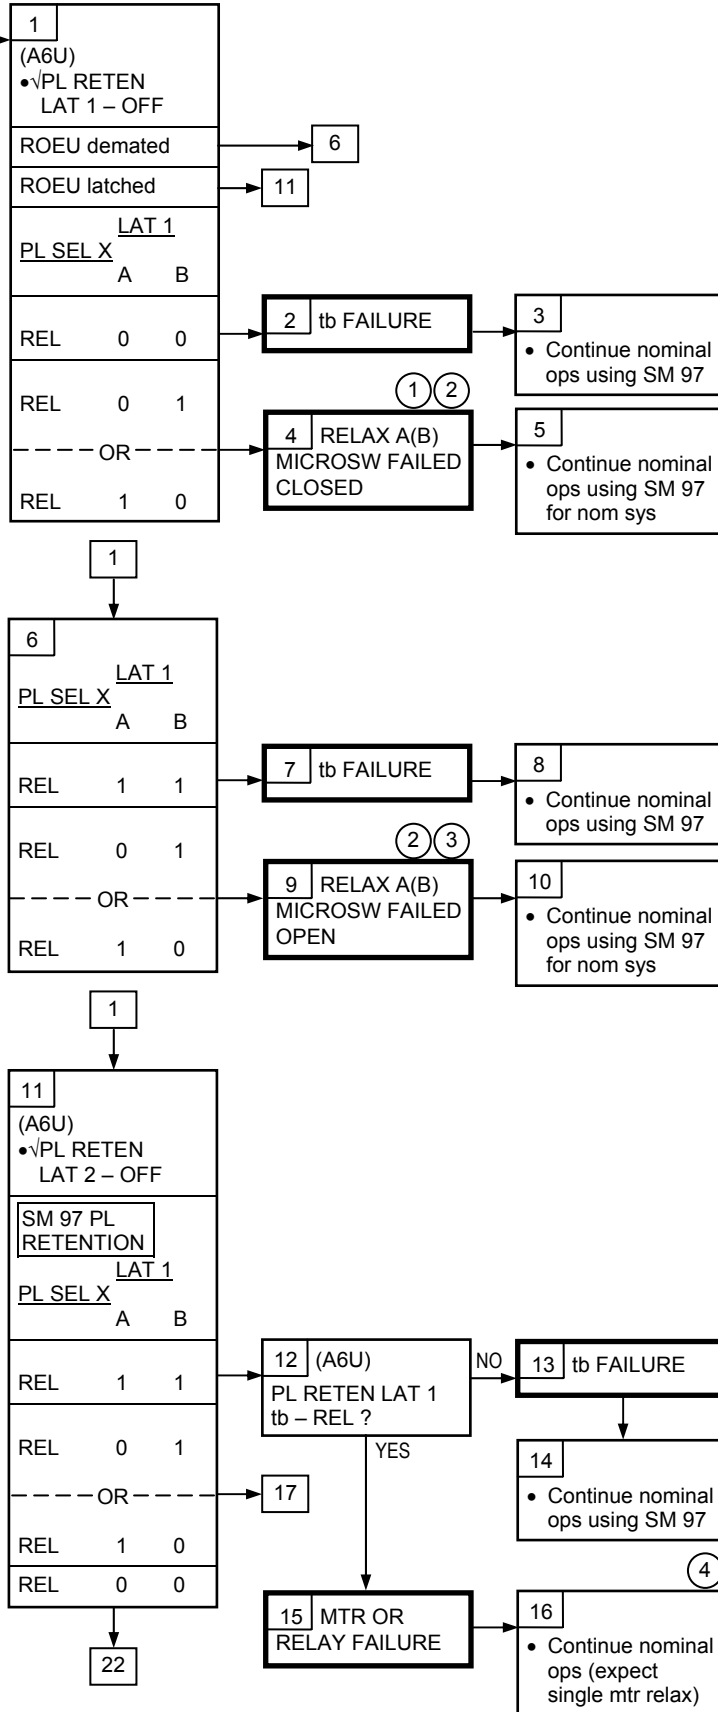 1
(A6U)
•√PL RETEN
LAT 1 – OFF
ROEU demated
6
ROEU latched
11
LAT 1
PL SEL X
A B
REL 0 0
2 tb FAILURE
3
• Continue nominal
ops using SM 97
REL 0 1
OR
REL 1 0
1 2
4 RELAX A(B)
MICROSW FAILED
CLOSED
5
• Continue nominal
ops using SM 97
for nom sys
1
6
LAT 1
PL SEL X
A B
REL 1 1
7 tb FAILURE
8
• Continue nominal
ops using SM 97
REL 0 1
OR
REL 1 0
2 3
9 RELAX A(B)
MICROSW FAILED
OPEN
10
• Continue nominal
ops using SM 97
for nom sys
1
11
(A6U)
•√PL RETEN
LAT 2 – OFF
SM 97 PL
RETENTION
LAT 1
PL SEL X
A B
REL 1 1
12 (A6U)
PL RETEN LAT 1
tb – REL ?
NO
13 tb FAILURE
YES
14
• Continue nominal
ops using SM 97
REL 0 1
OR
REL 1 0
17
REL 0 0
22
15 MTR OR
RELAY FAILURE
4
16
• Continue nominal
ops (expect
single mtr relax)